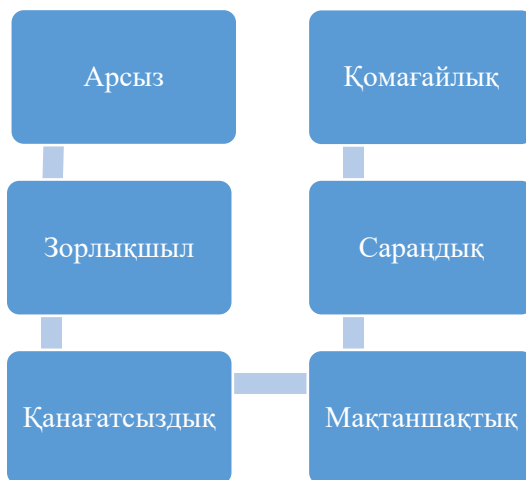 Арсыз
Зорлықшыл
Қанағатсыздық
Мақтаншақтық
Сараңдық
Қомағайлық